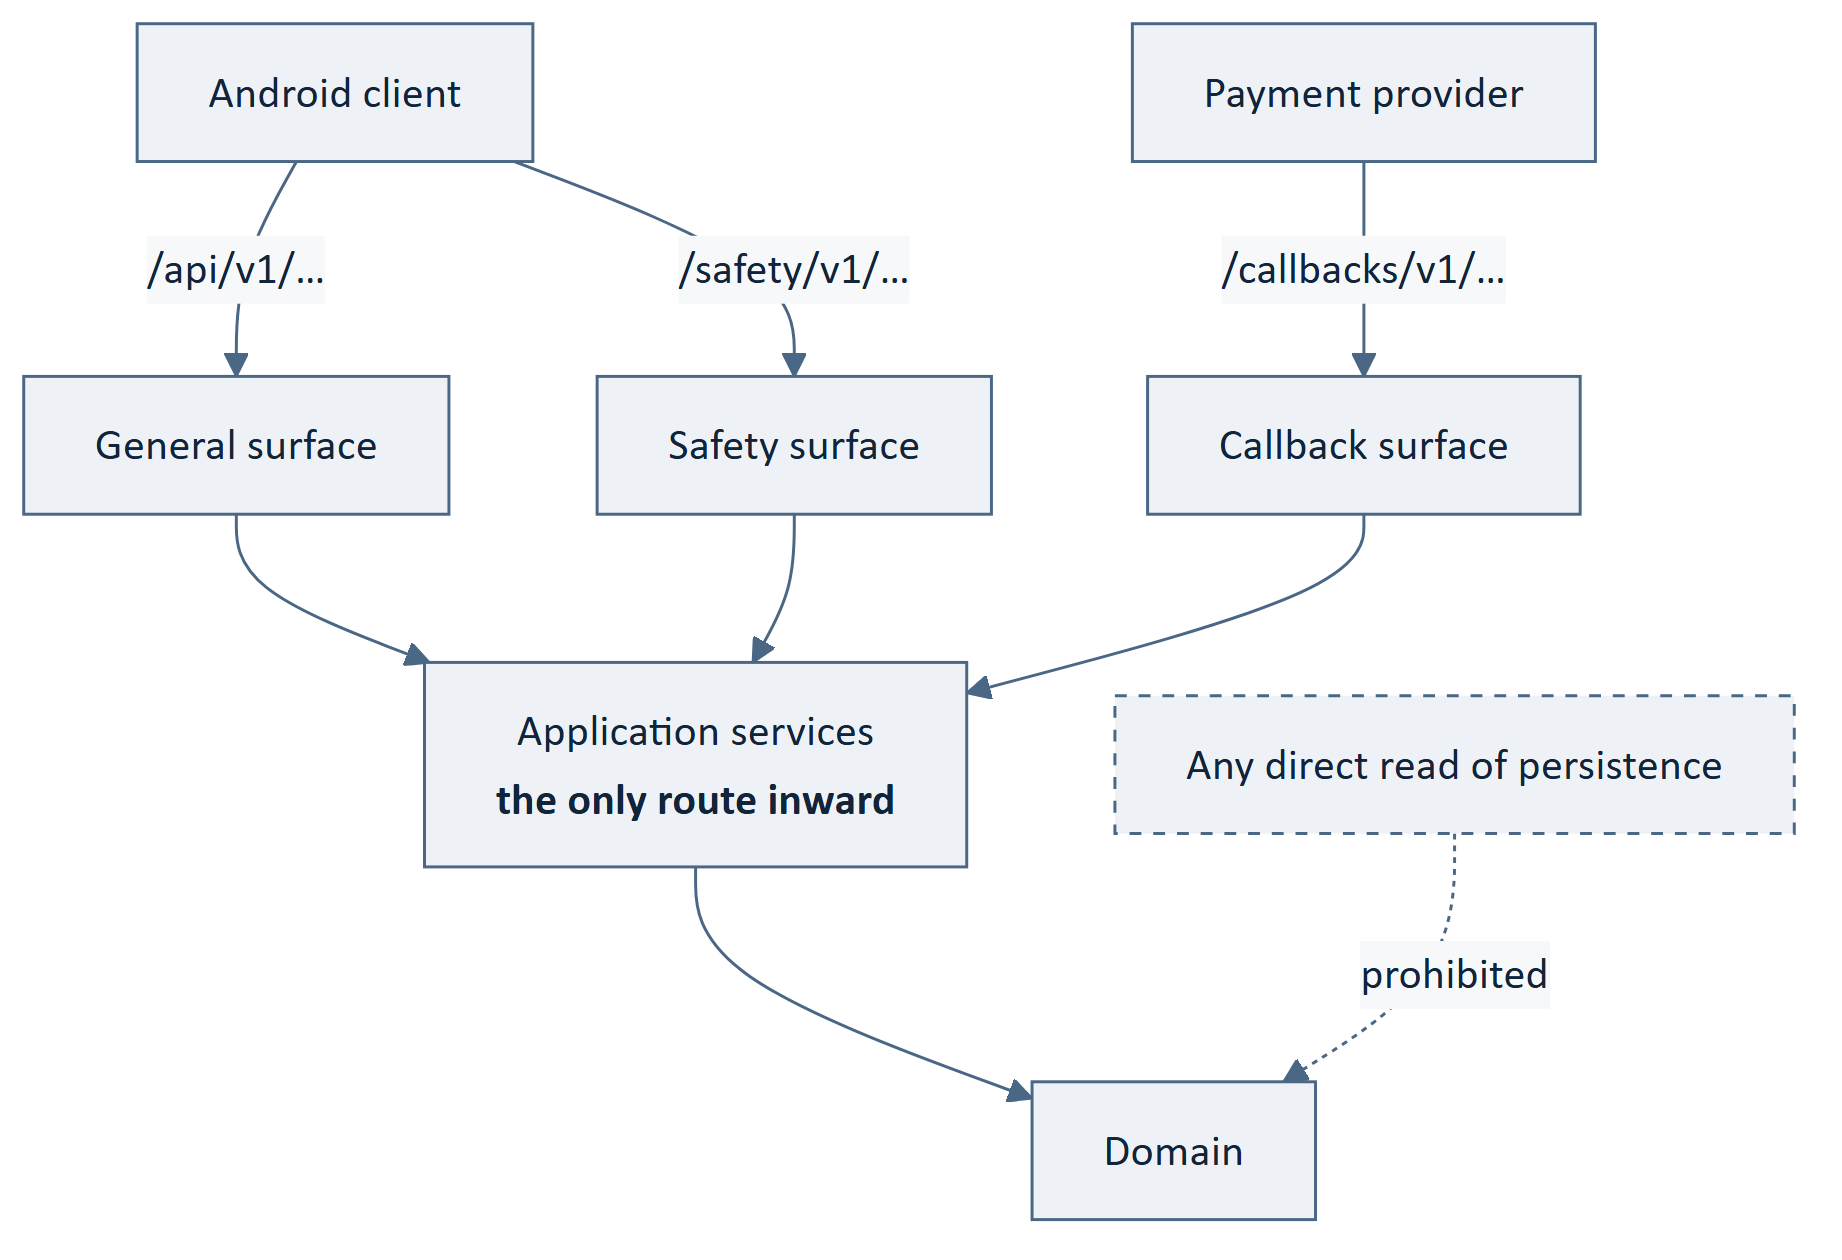 Android client
Payment provider
/api/v1/...
/safety/v1/...
/callbacks/v1/...
General surface
Safety surface
Callback surface
Application services
the only route inward
Any direct read of persistence
prohibited
Domain